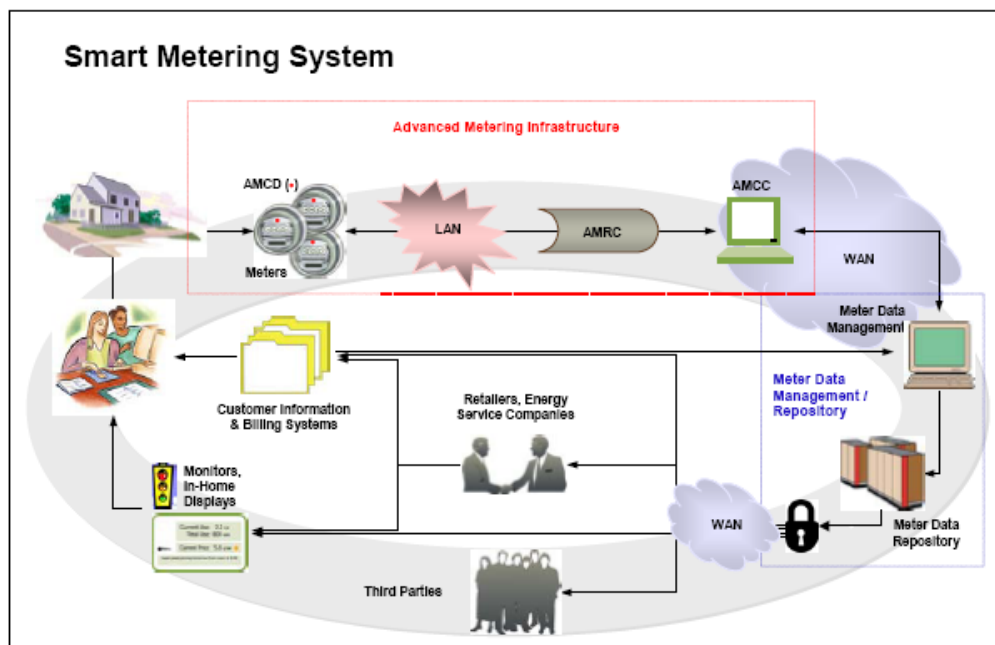 Smart Metering System
Advanced Metering Infrastructure
AMCD (•)
AMCC
LAN
AMRC
WAN
Meters
Meter Data
Management
Meter Data
Management /
Repository
Customer Information
& Billing Systems
Retailers, Energy
Service Companies
Monitors,
In-Home
Displays
WAN
Meter Data
Repository
Third Parties